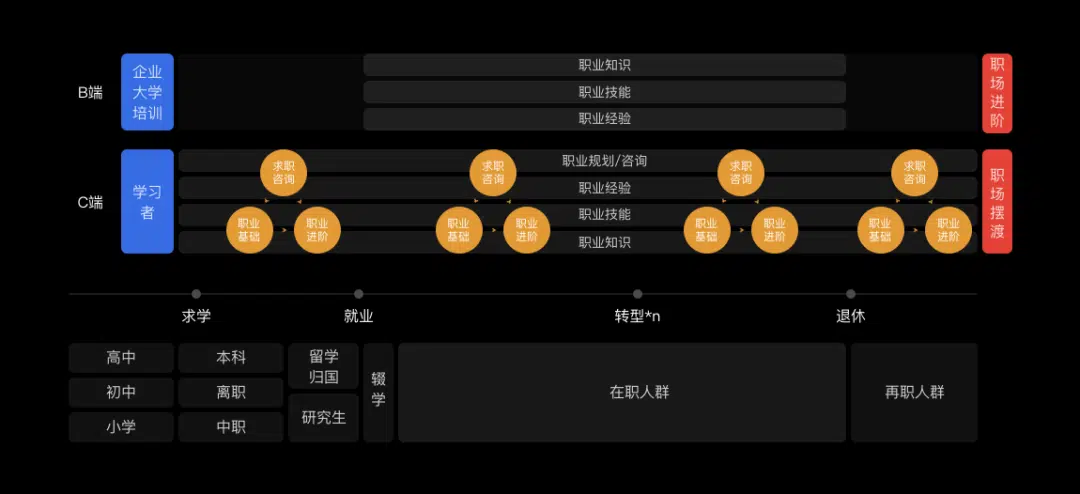 B端
企业
大学
培训
职业知识
职业技能
职业经验
职
场
进
阶
C端
学习
者
职业规划/咨询
职业经验
职业技能
职业知识
求职
咨询
职业
基础
职业
进阶
求职
咨询
职业
基础
职业
进阶
求职
咨询
职业
基础
职业
进阶
求职
咨询
职业
基础
职业
进阶
职
场
摆
渡
求学
就业
转型*n
退休
高中
初中
小学
本科
离职
中职
留学
归国
研究生
辍
学
在职人群
再职人群